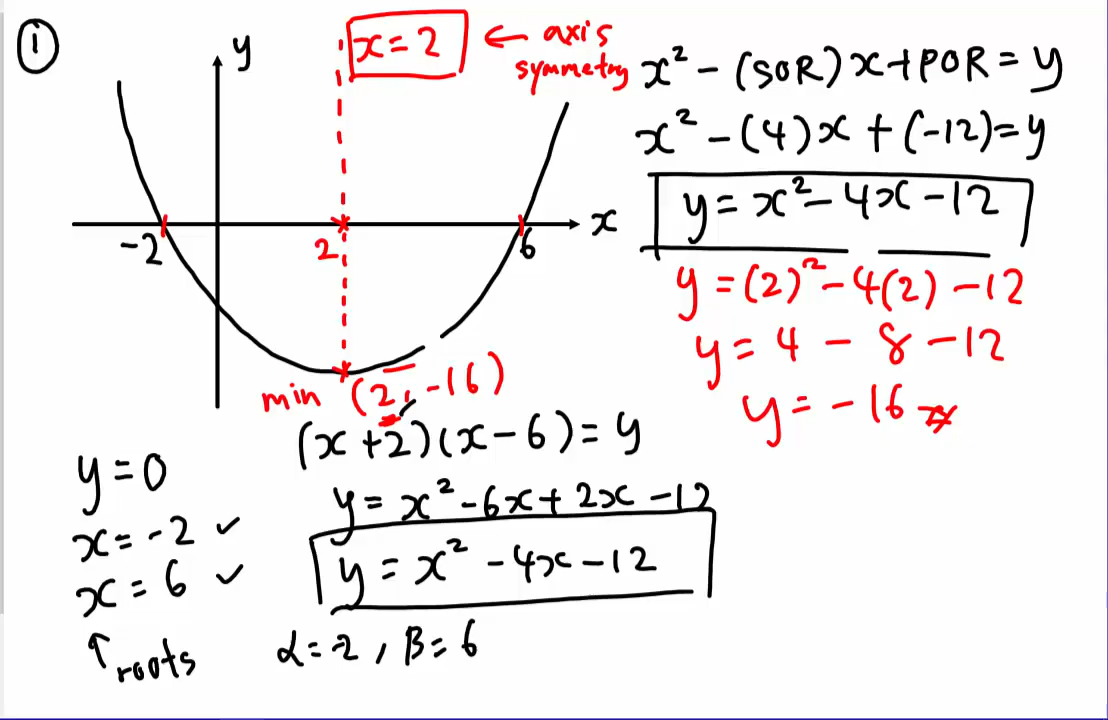 ①
y
x = 2 ← axis symmetry
x
-2
2
6
min (2, -16)
x² - (SOR)x + POR = y
x² - (4)x + (-12) = y
y = x² - 4x - 12
y = (2)² - 4(2) - 12
y = 4 - 8 - 12
y = -16
(x + 2)(x - 6) = y
y = x² - 6x + 2x - 12
y = x² - 4x - 12
y = 0
x = -2 ✓
x = 6 ✓
↑ roots
α = -2 , β = 6